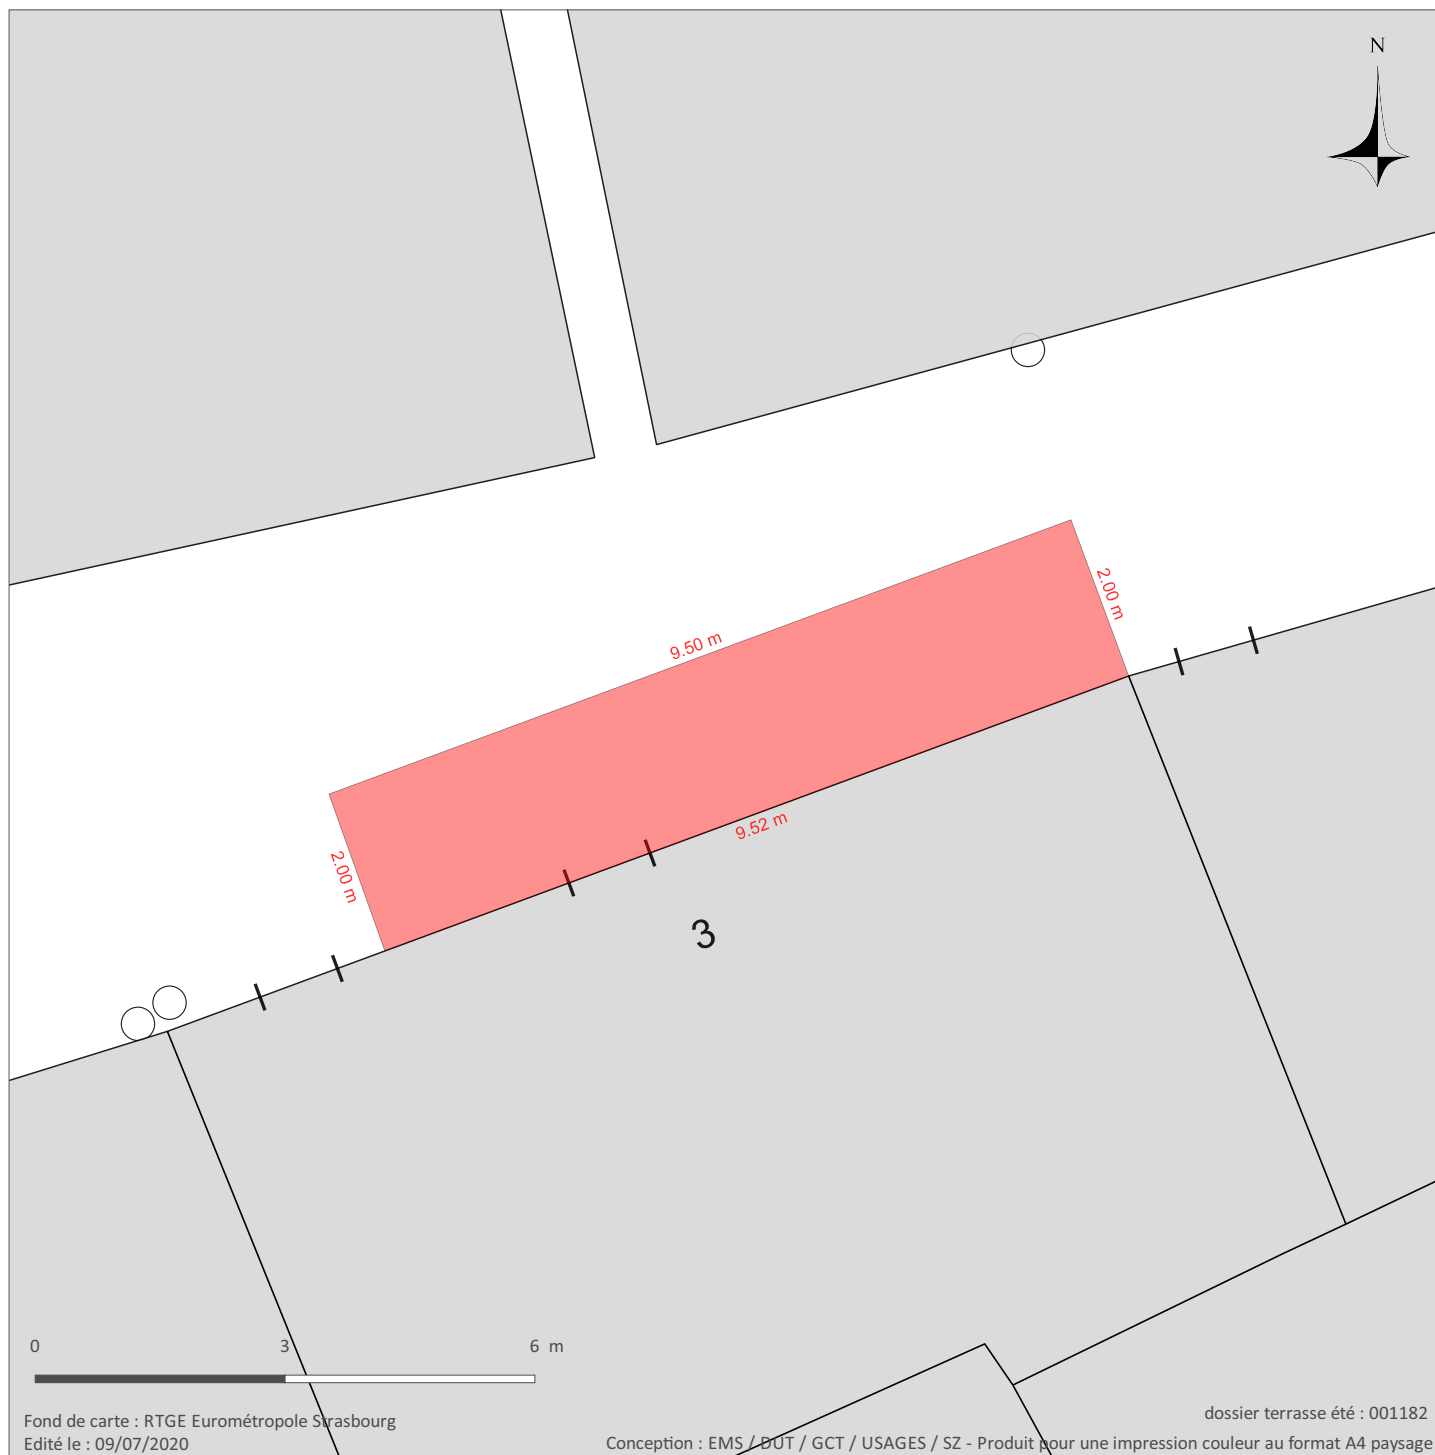 N
2.00 m
9.50 m
9.52 m
2.00 m
3
0 3 6 m
Fond de carte : RTGE Eurométropole Strasbourg
Edité le : 09/07/2020
dossier terrasse été : 001182
Conception : EMS / DUT / GCT / USAGES / SZ - Produit pour une impression couleur au format A4 paysage